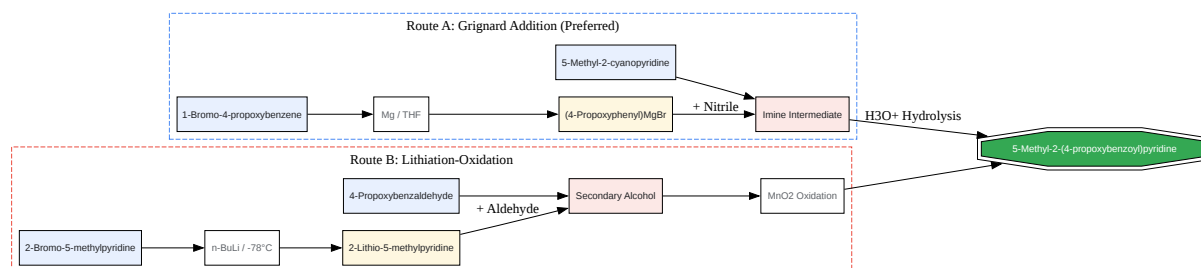 Route A: Grignard Addition (Preferred)
5-Methyl-2-cyanopyridine
1-Bromo-4-propoxybenzene
Mg / THF
(4-Propoxyphenyl)MgBr
+ Nitrile
Imine Intermediate
H3O+ Hydrolysis
5-Methyl-2-(4-propoxybenzoyl)pyridine
Route B: Lithiation-Oxidation
4-Propoxybenzaldehyde
+ Aldehyde
Secondary Alcohol
MnO2 Oxidation
2-Bromo-5-methylpyridine
n-BuLi / -78°C
2-Lithio-5-methylpyridine